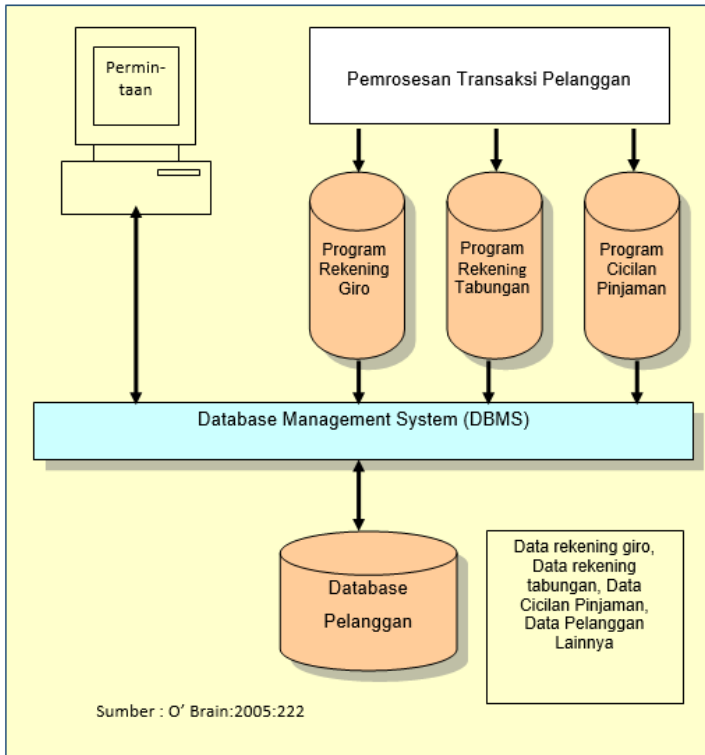 Permin-
taan
Pemrosesan Transaksi Pelanggan
Program
Rekening
Giro
Program
Rekening
Tabungan
Program
Cicilan
Pinjaman
Database Management System (DBMS)
Database
Pelanggan
Data rekening giro,
Data rekening
tabungan, Data
Cicilan Pinjaman,
Data Pelanggan
Lainnya
Sumber : O' Brain:2005:222